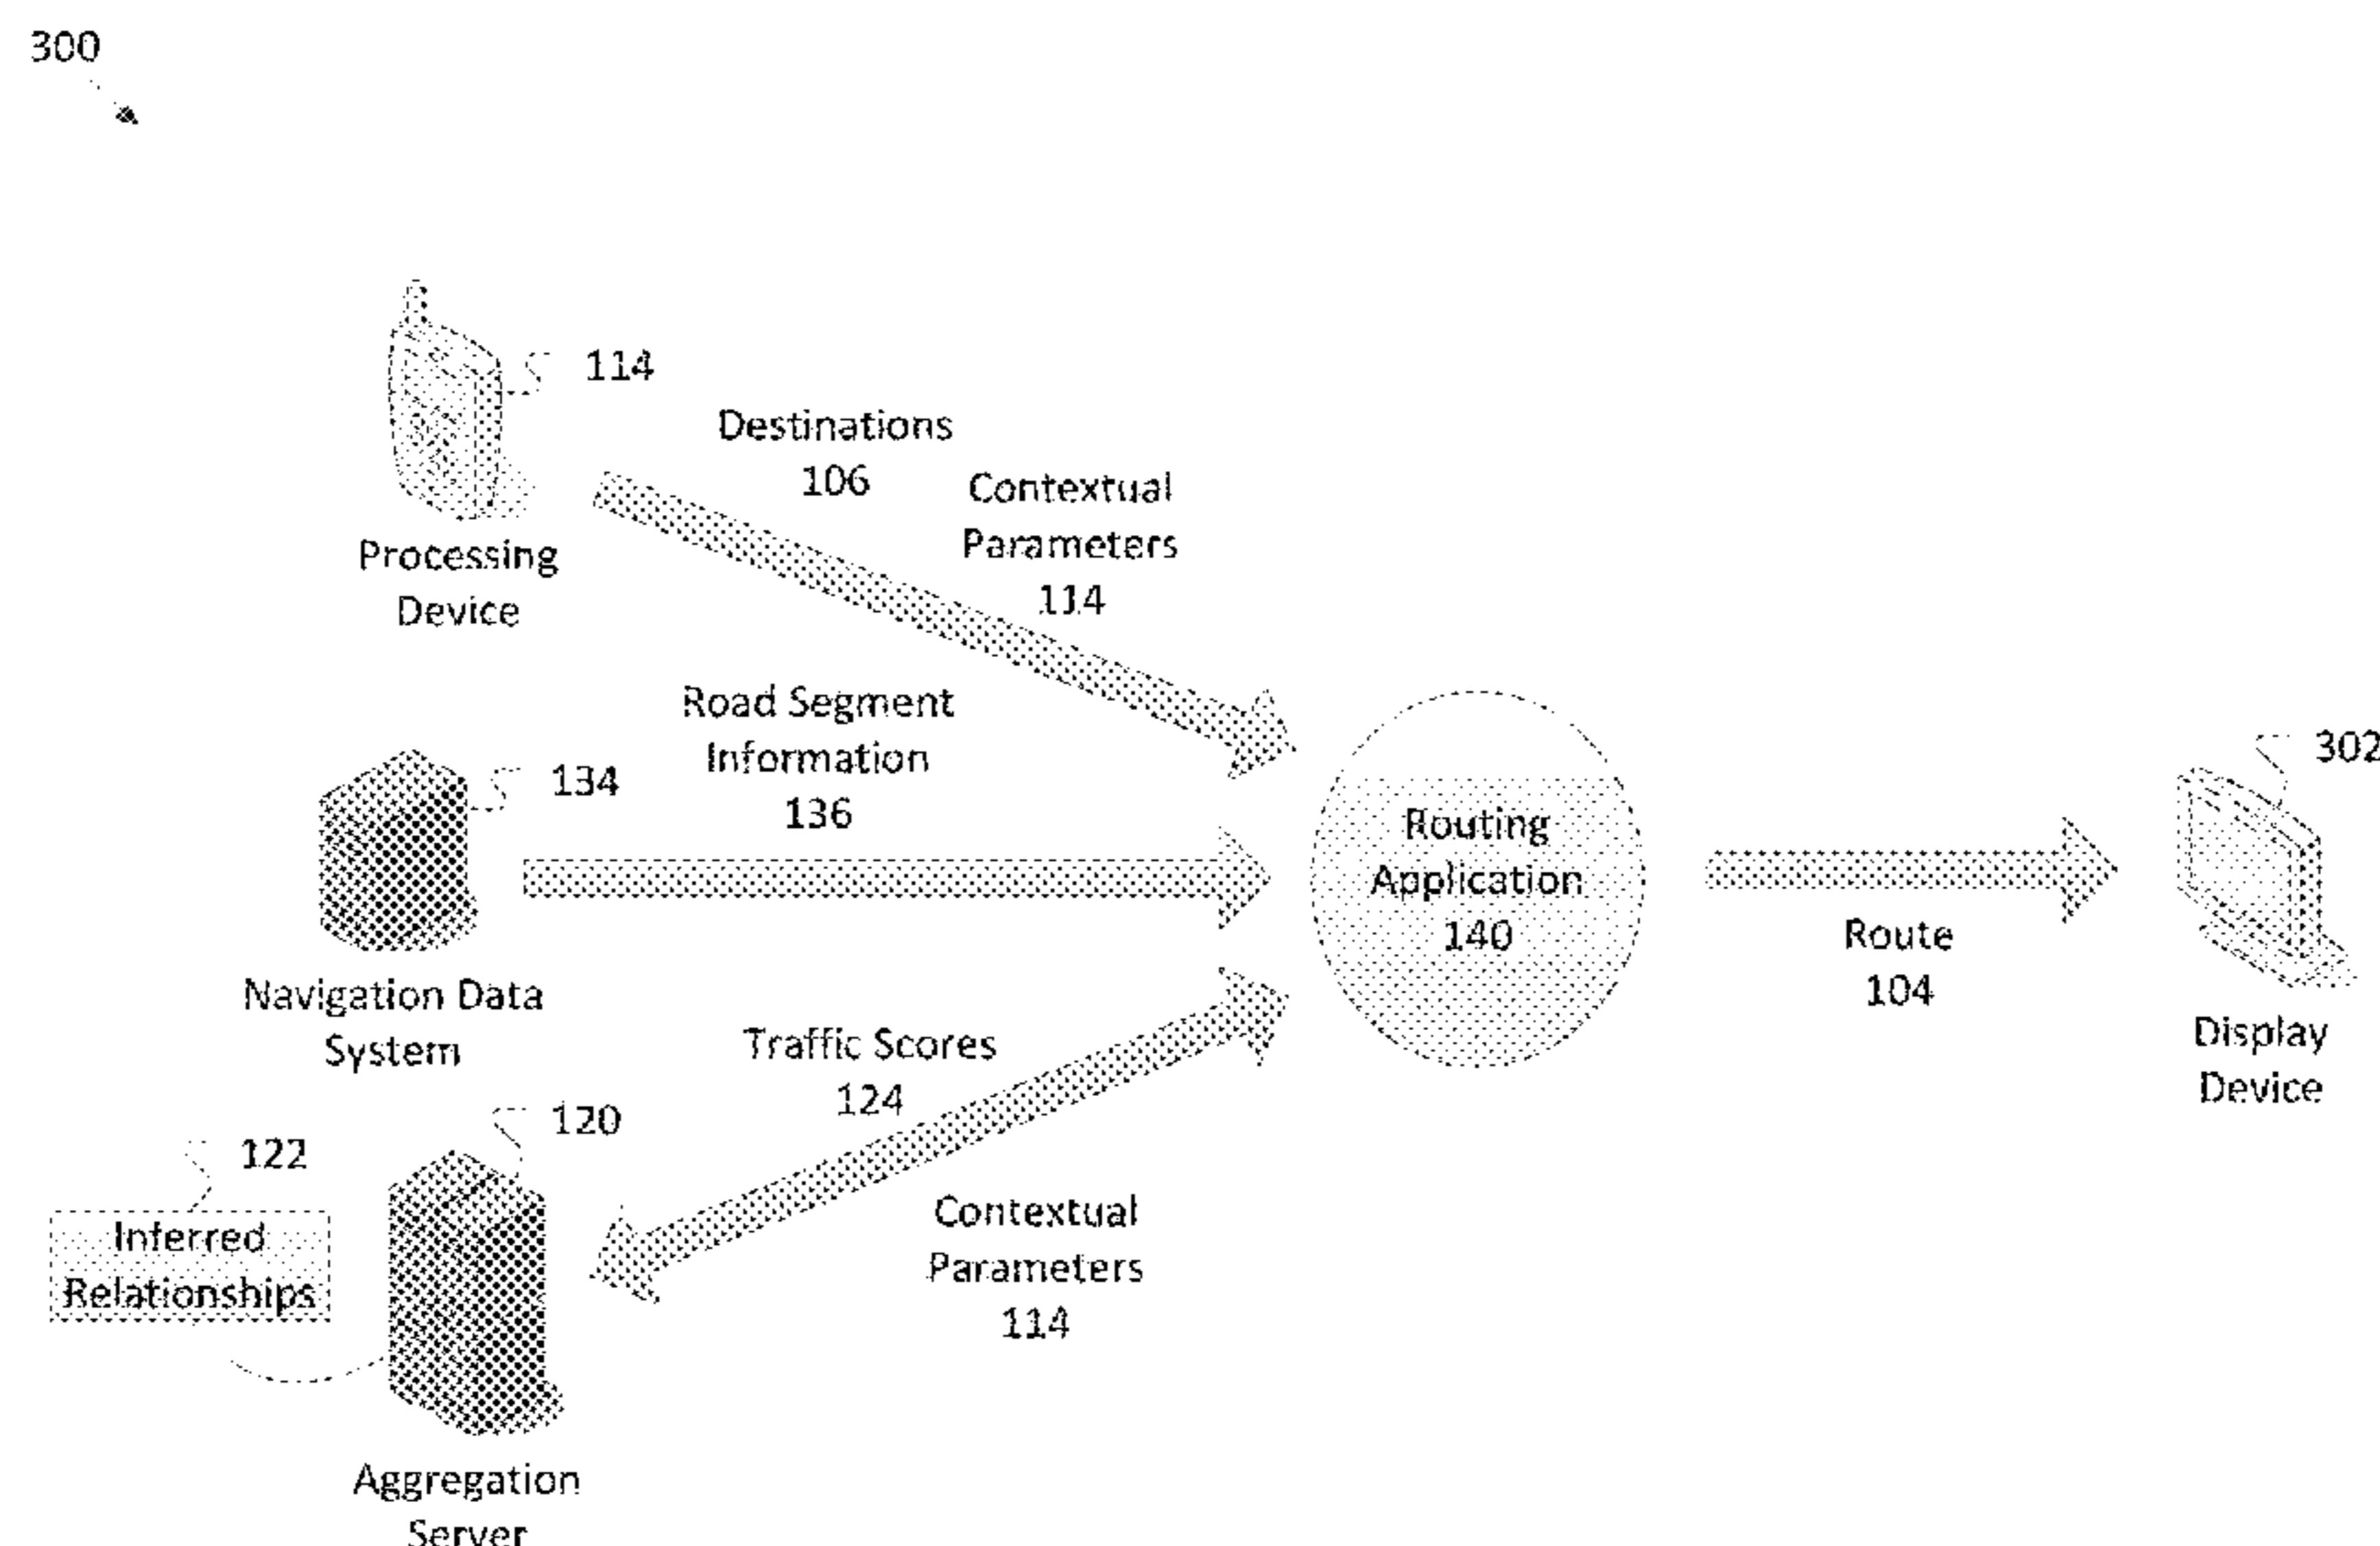 300
114
Destinations
106
Contextual
Parameters
114
Processing
Device
Road Segment
Information
136
134
Navigation Data
System
Routing
Application
140
302
Route
104
Display
Device
Traffic Scores
124
120
122
Inferred
Relationships
Contextual
Parameters
114
Aggregation
Server